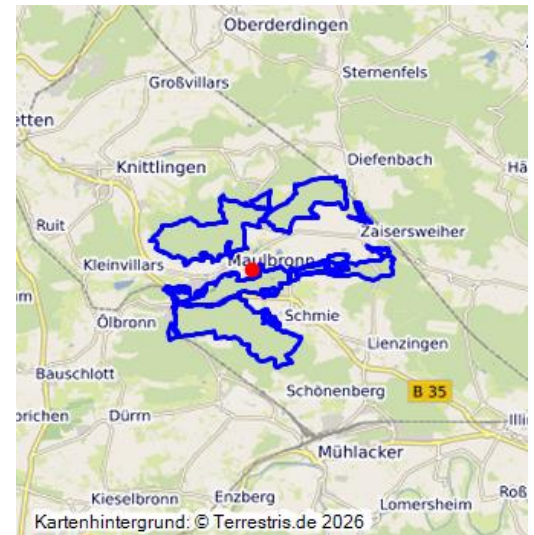 Oberderdingen
Sternenfels
Großvillars
etten
Diefenbach
Knittlingen
Hä
Ruit
Zaisersweiher
Maulbronn
Kleinvillars
m
Ölbronn
Schmie
Lienzingen
Bauschlott
Schönenberg
B 35
orichen
Dürrn
Illi
Mühlacker
Kieselbronn
Enzberg
Roß
Lomersheim
Kartenhintergrund: © Terrestris.de 2026